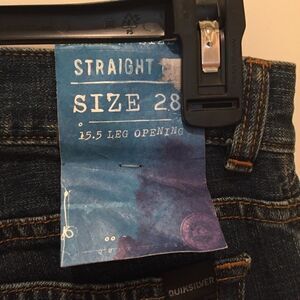 STRAIGHT
SIZE 28
15.5 LEG OPENING
QUIKSILVER